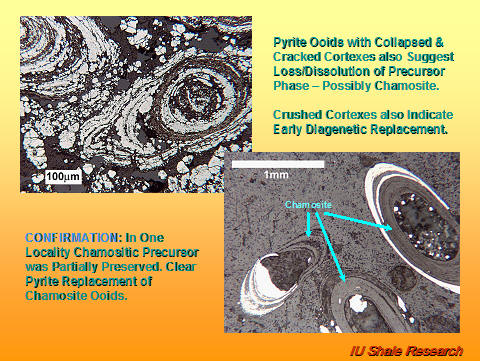 Pyrite Ooids with Collapsed &
Cracked Cortexes also Suggest
Loss/Dissolution of Precursor
Phase – Possibly Chamosite.
Crushed Cortexes also Indicate
Early Diagenetic Replacement.
100µm
1mm
Chamosite
CONFIRMATION: In One
Locality Chamositic Precursor
was Partially Preserved. Clear
Pyrite Replacement of
Chamosite Ooids.
IU Shale Research